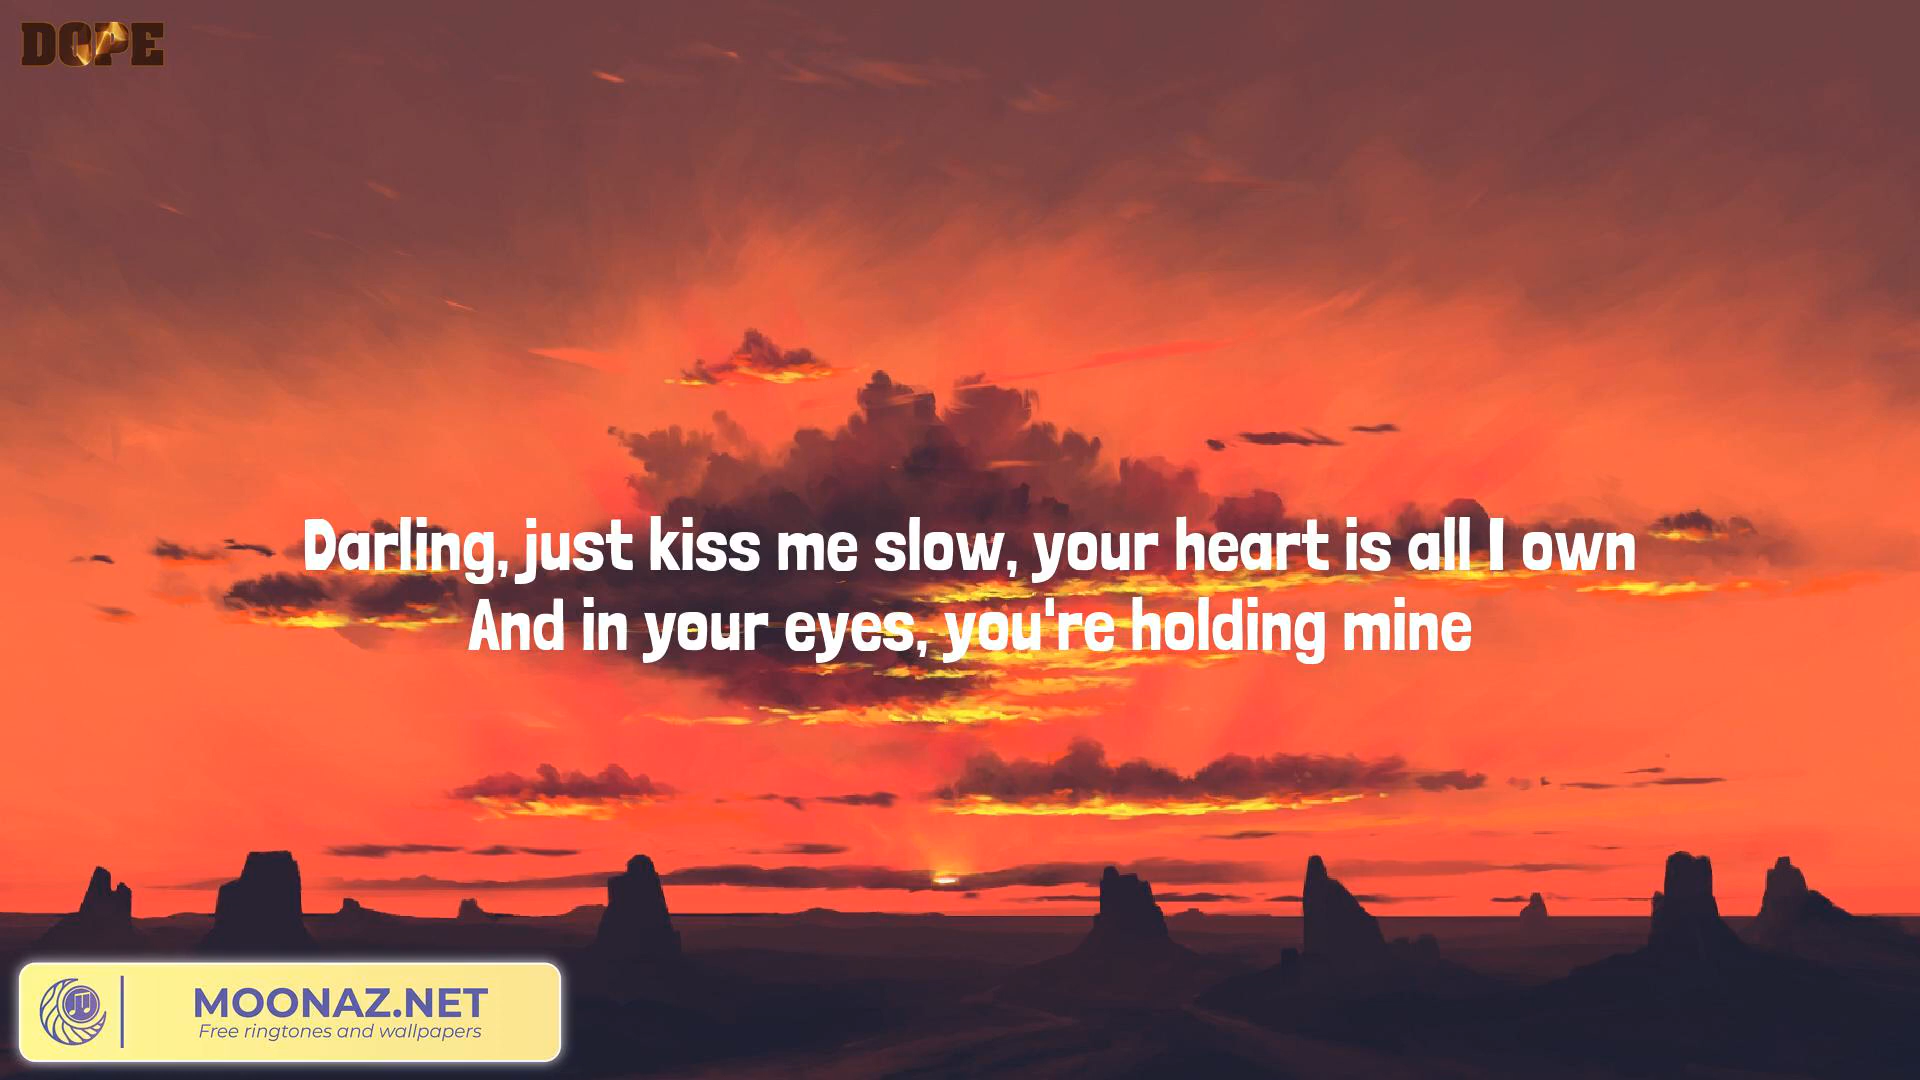 DOPE
Darling, just kiss me slow, your heart is all I own
And in your eyes, you're holding mine
MOONAZ.NET
Free ringtones and wallpapers